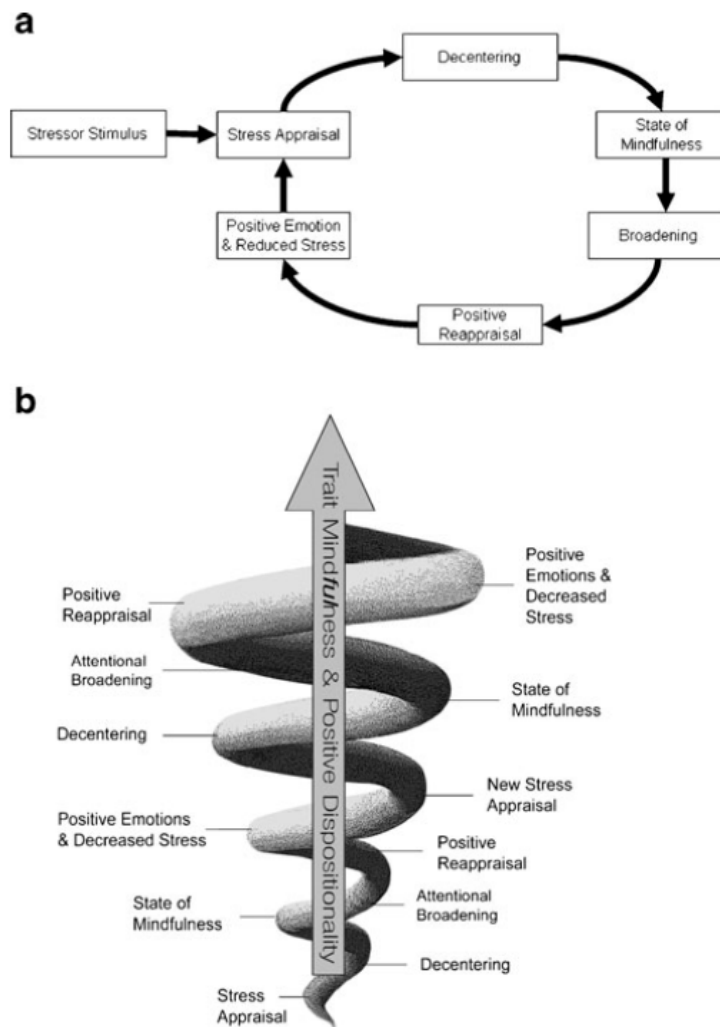 a
Decentering
Stressor Stimulus
Stress Appraisal
State of
Mindfulness
Positive Emotion
& Reduced Stress
Broadening
Positive
Reappraisal
b
Trait Mindfulness & Positive Dispositionality
Positive
Emotions &
Decreased
Stress
Positive
Reappraisal
Attentional
Broadening
State of
Mindfulness
Decentering
New Stress
Appraisal
Positive Emotions
& Decreased Stress
Positive
Reappraisal
Attentional
Broadening
State of
Mindfulness
Decentering
Stress
Appraisal